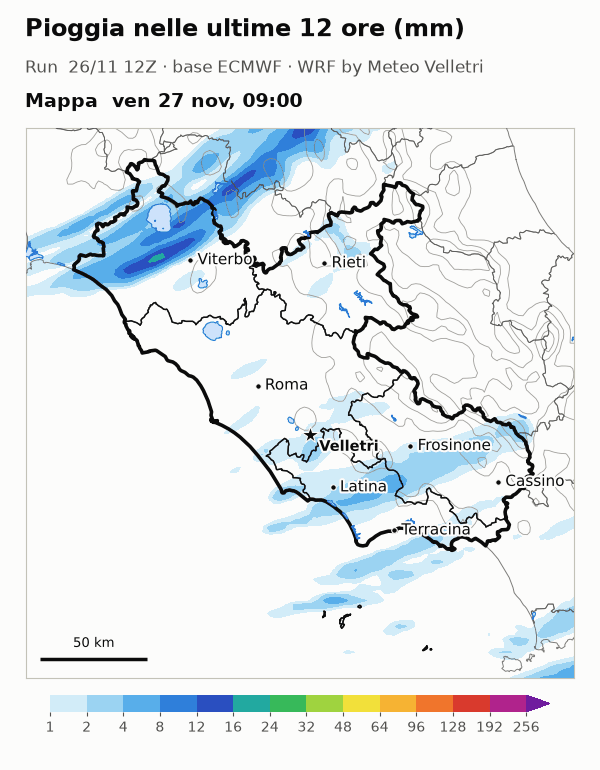 Pioggia nelle ultime 12 ore (mm)
Run  26/11 12Z · base ECMWF · WRF by Meteo Velletri
Mappa  ven 27 nov, 09:00
Viterbo
Rieti
Roma
Velletri
Frosinone
Latina
Cassino
Terracina
50 km
1 2 4 8 12 16 24 32 48 64 96 128 192 256